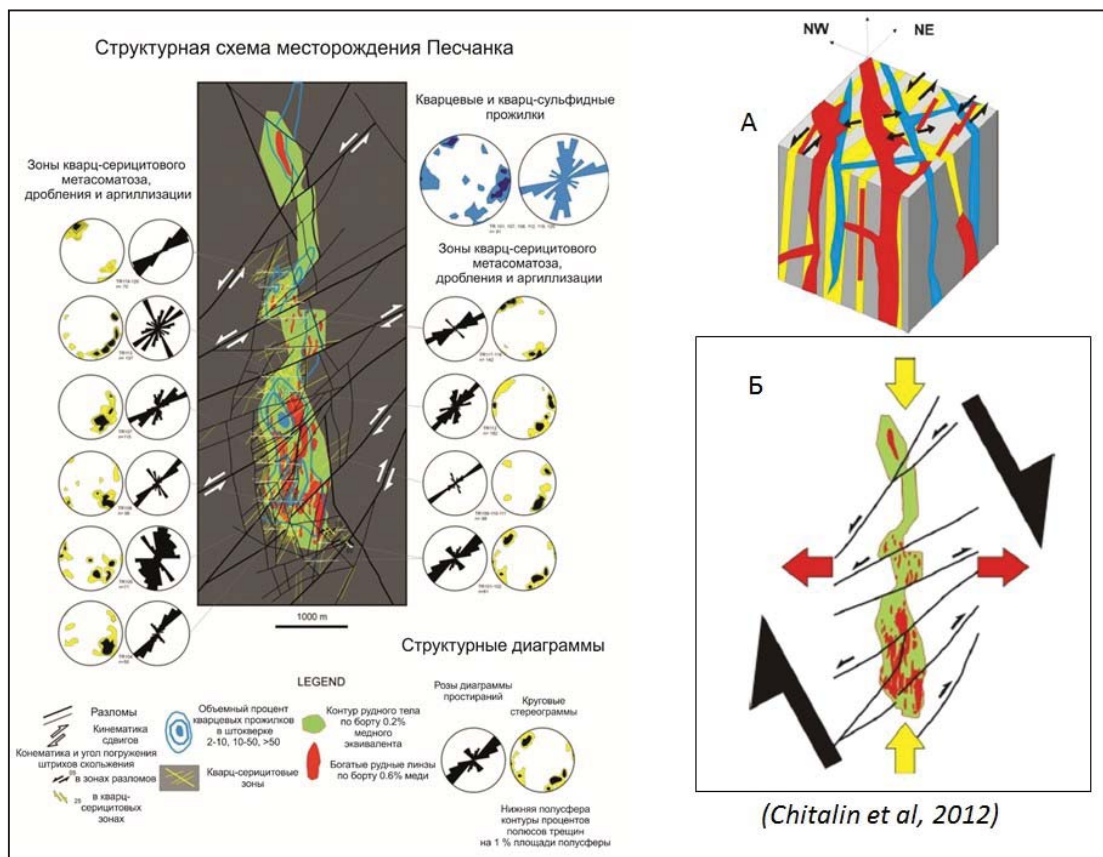 Структурная схема месторождения Песчанка
Зоны кварц-серицитового
метасоматоза,
дробления и аргиллизации
Кварцевые и кварц-сульфидные
прожилки
Зоны кварц-серицитового
метасоматоза,
дробления и аргиллизации
1000 m
Структурные диаграммы
LEGEND
Разломы
Кинематика
сдвигов
Конематика и угол погружения
штрихов скольжения
в зонах разломов
25
в кварц-
серицитовых
зонах
Объемный процент
кварцевых прожилков
в штокверке
2-10, 10-50, >50
Кварц-серицитовые
зоны
Контур рудного тела
по борту 0.2%
медного
эквивалента
Богатые рудные линзы
по борту 0.6% меди
Розы диаграммы
простираний
Круговые
стереограммы
Нижняя полусфера
контуры процентов
полюсов трещин
на 1 % площади полусферы
NW
NE
А
Б
(Chitalin et al, 2012)